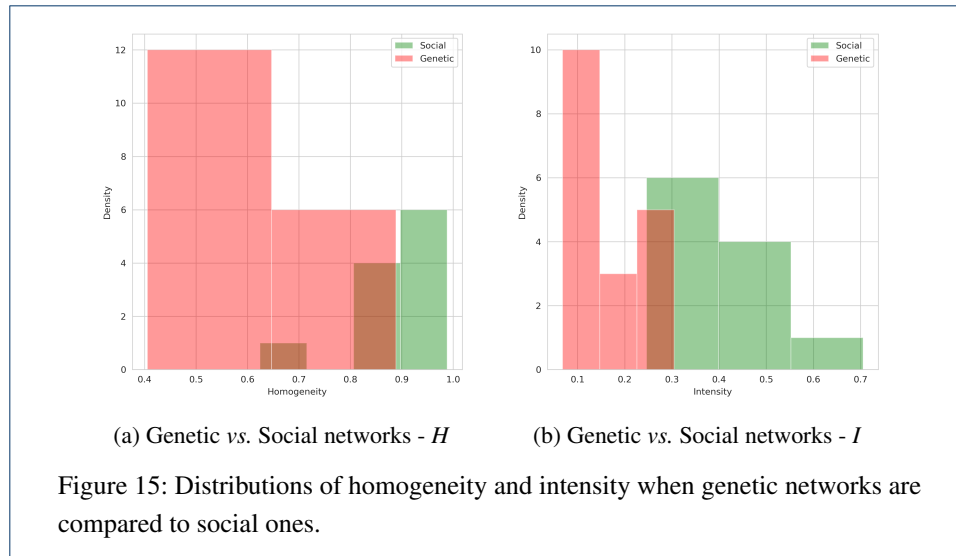 12
10
8
6
4
2
0
Density
Social
Genetic
0.4 0.5 0.6 0.7 0.8 0.9 1.0
Homogeneity
10
8
6
4
2
0
Density
Social
Genetic
0.1 0.2 0.3 0.4 0.5 0.6 0.7
Intensity
(a) Genetic vs. Social networks - H
(b) Genetic vs. Social networks - I
Figure 15: Distributions of homogeneity and intensity when genetic networks are
compared to social ones.